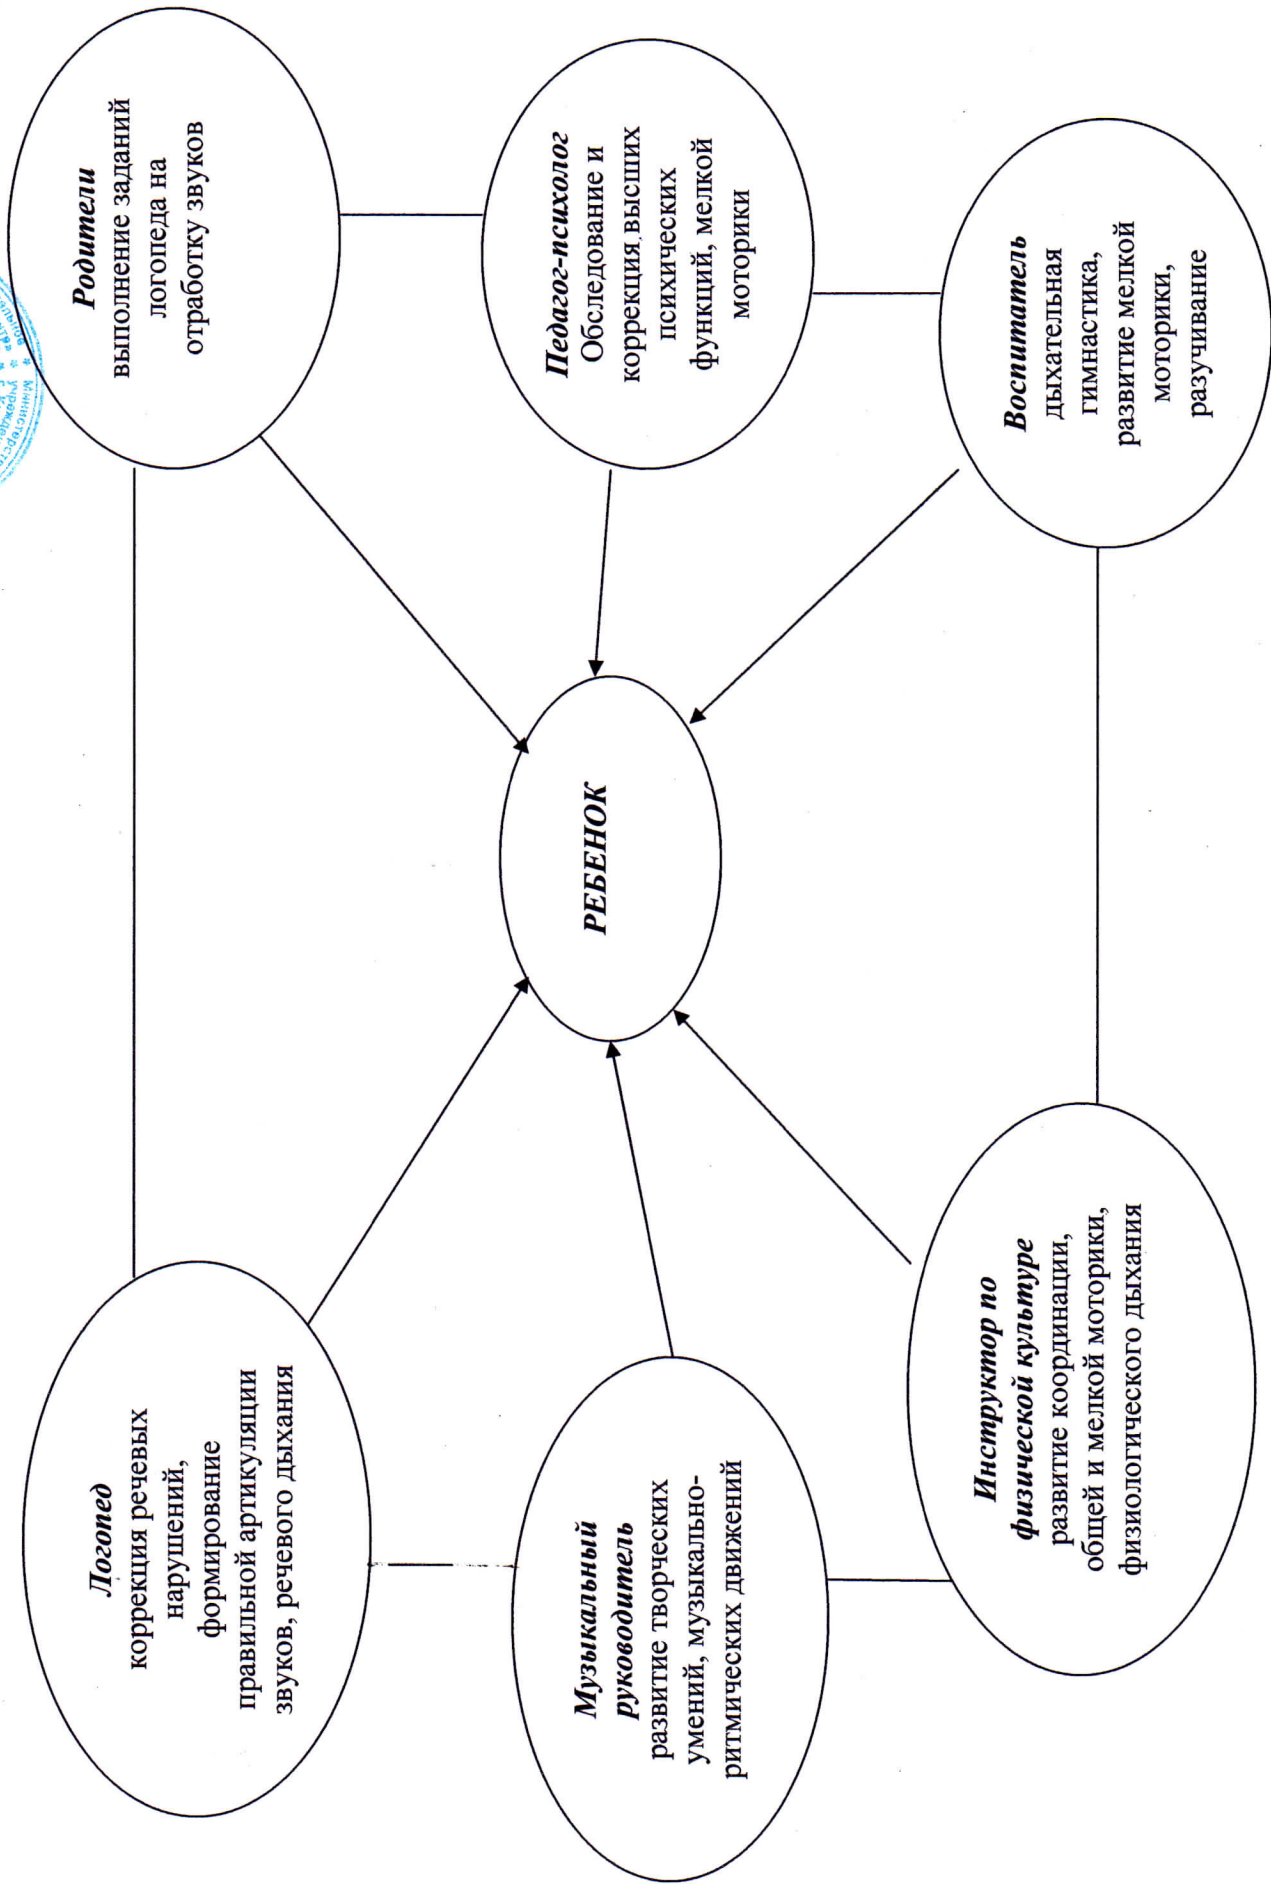 Логопед
коррекция речевых
нарушений,
формирование
правильной артикуляции
звуков, речевого дыхания
Родители
выполнение заданий
логопеда на
отработку звуков
Музыкальный
руководитель
развитие творческих
умений, музыкально-
ритмических движений
РЕБЕНОК
Педагог-психолог
Обследование и
коррекция высших
психических
функций, мелкой
моторики
Инструктор по
физической культуре
развитие координации,
общей и мелкой моторики,
физиологического дыхания
Воспитатель
дыхательная
гимнастика,
развитие мелкой
моторики,
разучивание